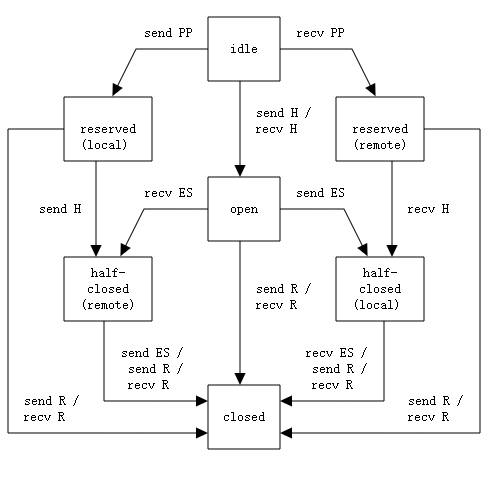 send PP
recv PP
idle
send H /
recv H
reserved
(local)
reserved
(remote)
recv ES
send ES
send H
open
recv H
half-
closed
(remote)
half-
closed
(local)
send R /
recv R
send ES /
send R /
recv R
recv ES /
send R /
recv R
send R /
recv R
closed
send R /
recv R